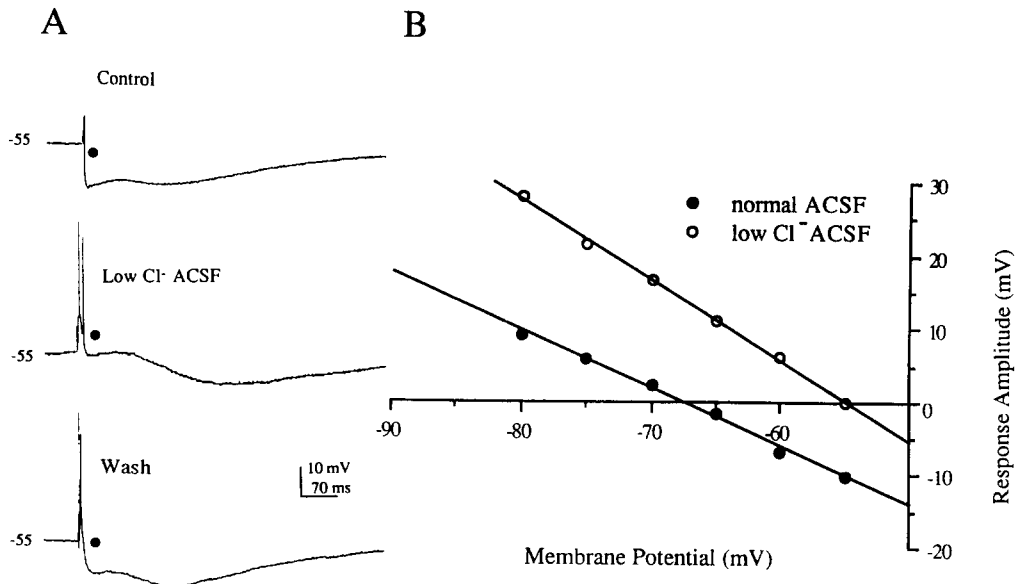 A
B
Control
-55
Low Cl- ACSF
-55
Wash
10 mV
70 ms
-55
normal ACSF
low Cl- ACSF
30
20
10
0
-10
-20
Response Amplitude (mV)
-90
-80
-70
-60
Membrane Potential (mV)